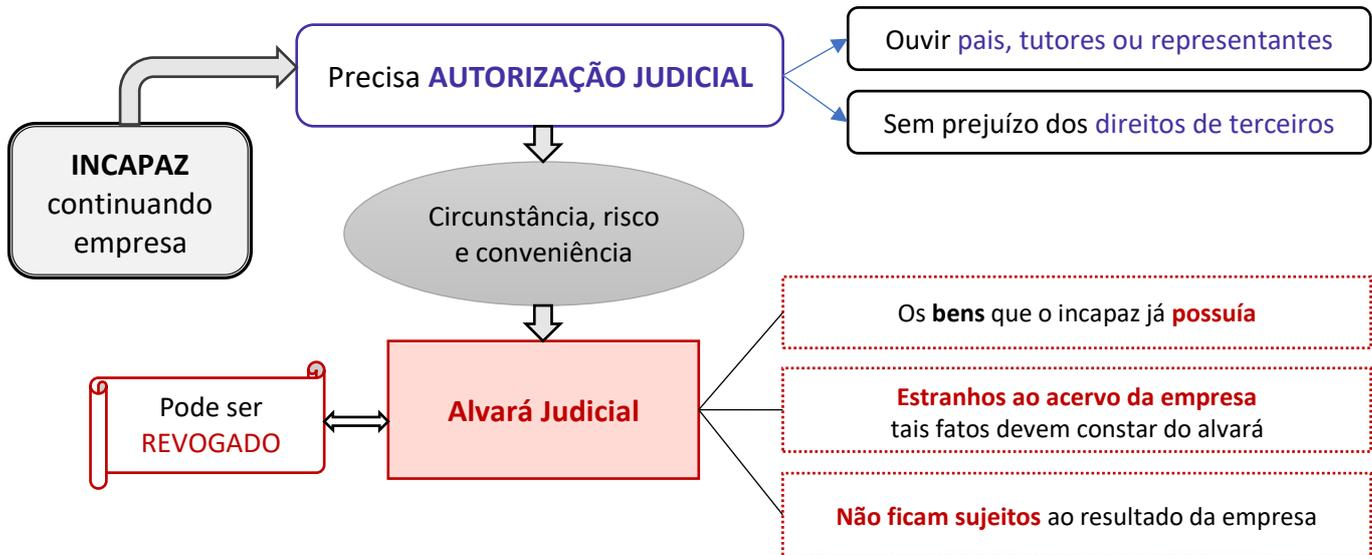 INCAPAZ
continuando
empresa
Precisa AUTORIZAÇÃO JUDICIAL
Ouvir pais, tutores ou representantes
Sem prejuízo dos direitos de terceiros
Circunstância, risco
e conveniência
Alvará Judicial
Pode ser
REVOGADO
Os bens que o incapaz já possuía
Estranhos ao acervo da empresa
tais fatos devem constar do alvará
Não ficam sujeitos ao resultado da empresa